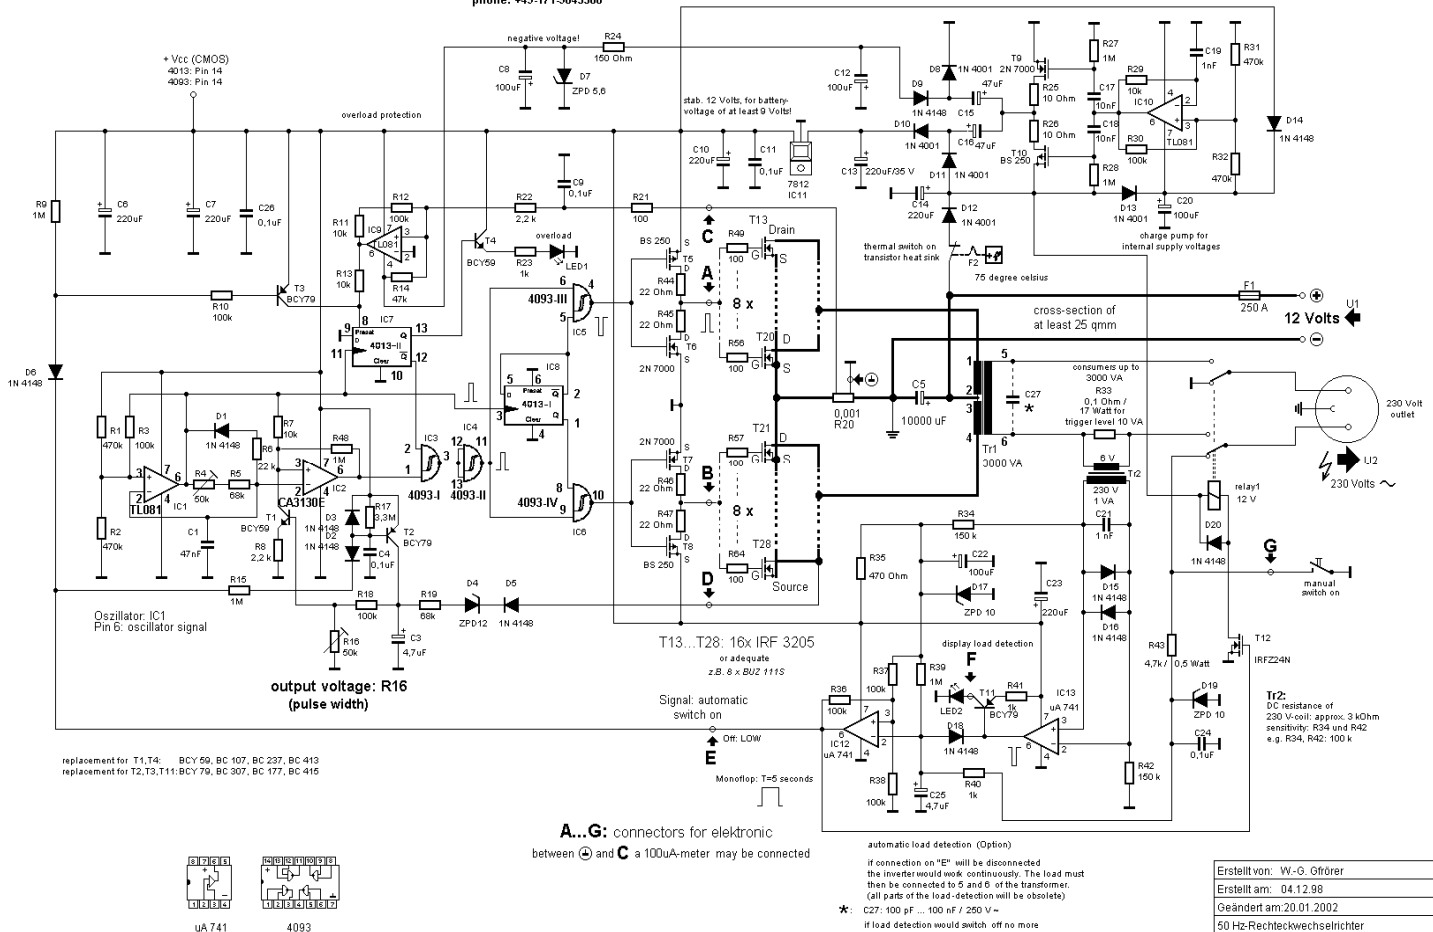 negative voltage!
R24
150 Ohm
+ Vcc (CMOS)
4013: Pin 14
4093: Pin 14
C8
100uF
D7
ZPD 5,6
C12
100uF
D8
1N 4001
47uF
T9
2N 7000
R27
1M
C19
1nF
R31
470k
R29
10k
R25
10 Ohm
C17
10nF
IC10
D9
1N 4148
C15
stab. 12 Volts, for battery-
voltage of at least 9 Volts!
overload protection
R26
10 Ohm
C18
10nF
TL081
D14
1N 4148
D10
1N 4001
C16
47uF
T10
BS 250
R30
100k
R32
470k
C10
220uF
C11
0,1uF
7812
IC11
C13
220uF/35 V
D11
1N 4001
R28
1M
C14
220uF
D12
1N 4001
D13
1N 4001
C20
100uF
charge pump for
internal supply voltages
R9
1M
C6
220uF
C7
220uF
C26
0,1uF
C9
0,1uF
R12
100k
R11
10k
IC9
TL081
R22
2,2 k
R21
100
R13
10k
R14
47k
T4
BCY59
overload
R23
1k
LED1
BS 250
T5
C
A
R49
100
T13
Drain
thermal switch on
transistor heat sink
F2
75 degree celsius
T3
BCY79
R10
100k
IC7
4013-II
Preset
Clear
4093-III
IC5
R44
22 Ohm
R45
22 Ohm
T6
2N 7000
8 x
R56
100
T20
F1
250 A
U1
12 Volts
cross-section of
at least 25 qmm
D6
1N 4148
IC8
4013-I
Preset
Clear
0,001
R20
C5
10000 uF
C27
*
Tr1
3000 VA
consumers up to
3000 VA
R33
0,1 Ohm /
17 Watt for
trigger level 10 VA
230 Volt
outlet
U2
230 Volts ~
R1
470k
R3
100k
D1
1N 4148
R6
22 k
R7
10k
R48
1M
IC3
4093-I
IC4
4093-II
4093-IV
IC6
2N 7000
T7
R46
22 Ohm
R47
22 Ohm
T8
BS 250
R57
100
T21
B
8 x
R64
100
T28
D
Source
6 V
Tr2
230 V
1 VA
relay1
12 V
TL081
IC1
R4
50k
R5
68k
CA3130E
IC2
R17
3,3M
R2
470k
C1
47nF
T1
BCY59
R8
2,2 k
D3
1N 4148
D2
1N 4148
T2
BCY79
C4
0,1uF
R15
1M
R34
150 k
C21
1 nF
D20
1N 4148
G
manual
switch on
R35
470 Ohm
C22
100uF
D17
ZPD 10
C23
220uF
D15
1N 4148
D16
1N 4148
Oszillator: IC1
Pin 6: oscillator signal
R18
100k
R19
68k
D4
ZPD12
D5
1N 4148
R16
50k
C3
4,7uF
T13...T28: 16x IRF 3205
or adequate
z.B. 8 x BUZ 111S
display load detection
F
R43
4,7k / 0,5 Watt
T12
IRFZ24N
output voltage: R16
(pulse width)
Signal: automatic
switch on
Off: LOW
E
R36
100k
R37
100k
R39
1M
LED2
T11
BCY79
R41
1k
IC13
uA 741
D19
ZPD 10
Tr2:
DC resistance of
230 V-coil: approx. 3 kOhm
sensitivity: R34 und R42
e.g. R34, R42: 100 k
IC12
uA 741
D18
1N 4148
C24
0,1uF
R38
100k
C25
4,7uF
R40
1k
R42
150 k
replacement for T1,T4: BCY 59, BC 107, BC 237, BC 413
replacement for T2,T3,T11: BCY 79, BC 307, BC 177, BC 415
Monoflop: T=5 seconds
A...G: connectors for elektronic
between and C a 100uA-meter may be connected
automatic load detection (Option)
if connection on "E" will be disconnected
the inverter would work continuously. The load must
then be connected to 5 and 6 of the transformer.
(all parts of the load-detection will be obsolete)
*: C27: 100 pF ... 100 nF / 250 V ~
if load detection would switch off no more
uA 741
4093
Erstellt von: W.-G. Gfrörer
Erstellt am: 04.12.98
Geändert am:20.01.2002
50 Hz-Rechteckwechselrichter